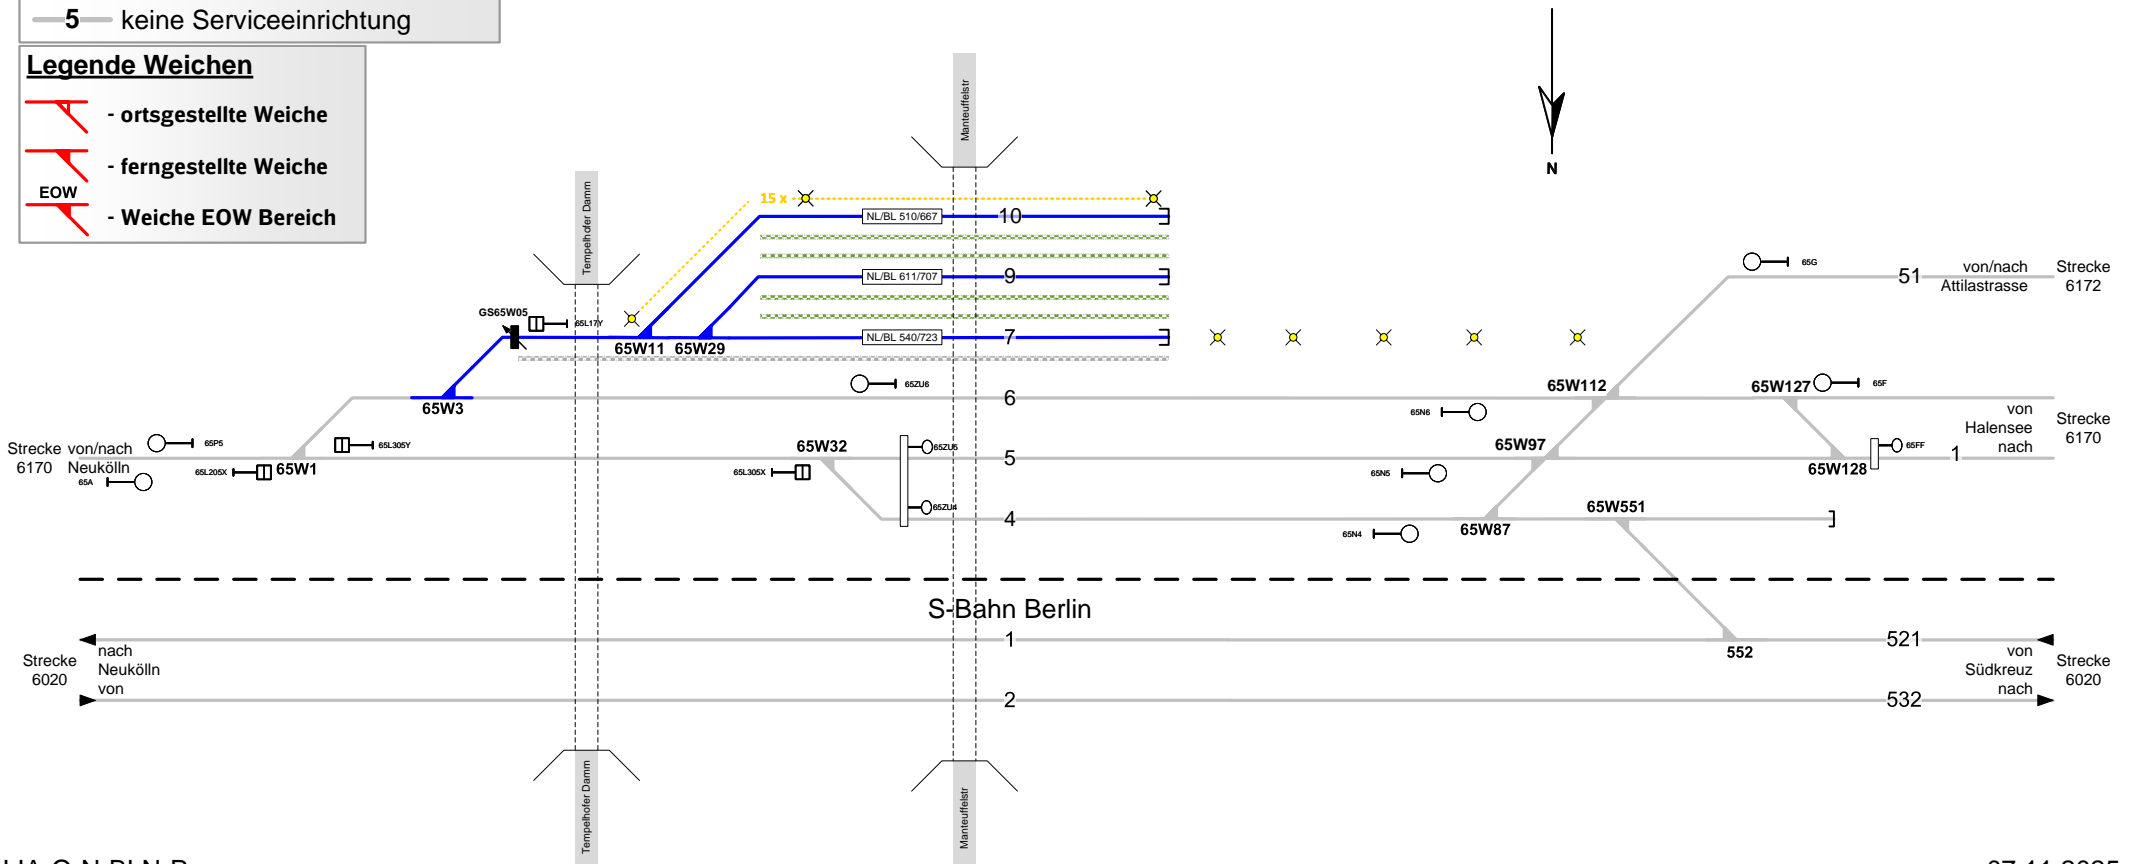 5 keine Serviceeinrichtung
Legende Weichen
- ortsgestellte Weiche
- ferngestellte Weiche
EOW
- Weiche EOW Bereich
Tempelhofer Damm
Manteuffelstr
N
15 x
NL/BL 510/667
10
NL/BL 611/707
9
GS65W05
65L17Y
65W11
65W29
NL/BL 540/723
7
65G
51
von/nach
Attilastrasse
Strecke
6172
65W3
65ZU6
6
65N6
65W112
65W127
65F
von
Halensee
nach
Strecke
6170
Strecke
6170
von/nach
Neukölln
65P5
65A
65L205X
65W1
65L305Y
65W32
65L305X
65ZU5
5
65N5
65W97
65W128
65FF
1
65ZU4
4
65N4
65W87
65W551
S-Bahn Berlin
1
552
521
Strecke
6020
nach
Neukölln
von
von
Südkreuz
nach
Strecke
6020
2
532
Tempelhofer Damm
Manteuffelstr